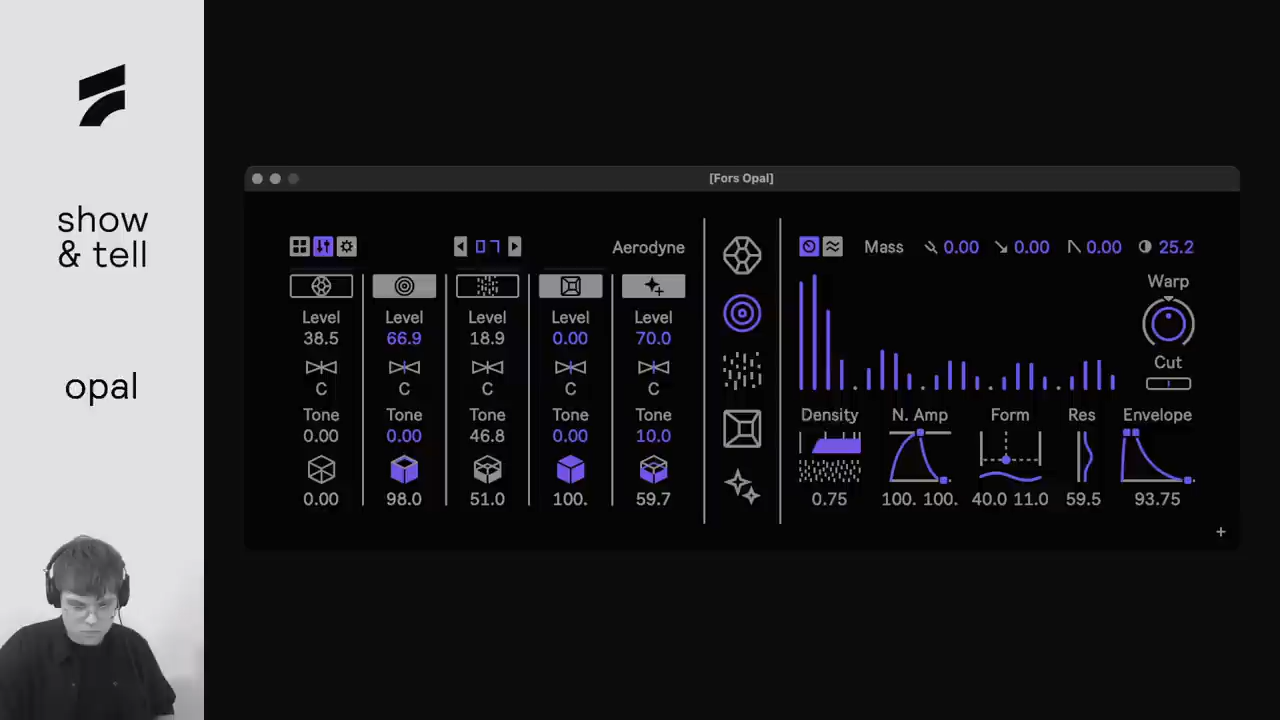 show
& tell
opal
[Fors Opal]
07
Aerodyne
Level
38.5
C
Tone
0.00
0.00
Level
66.9
C
Tone
0.00
98.0
Level
18.9
C
Tone
46.8
51.0
Level
0.00
C
Tone
0.00
100.
Level
70.0
C
Tone
10.0
59.7
Mass 0.00 0.00 0.00 25.2
Warp
Cut
Density N. Amp Form Res Envelope
0.75 100. 100. 40.0 11.0 59.5 93.75
+